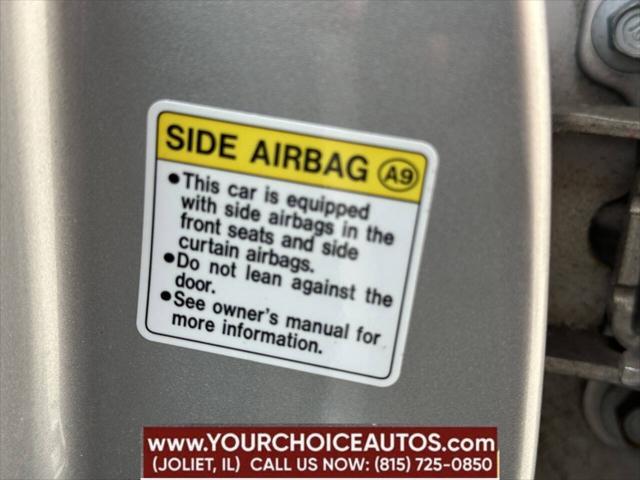 SIDE AIRBAG A9
•This car is equipped
with side airbags in the
front seats and side
curtain airbags.
•Do not lean against the
door.
•See owner's manual for
more information.
www.YOURCHOICEAUTOS.com
(JOLIET, IL) CALL US NOW: (815) 725-0850